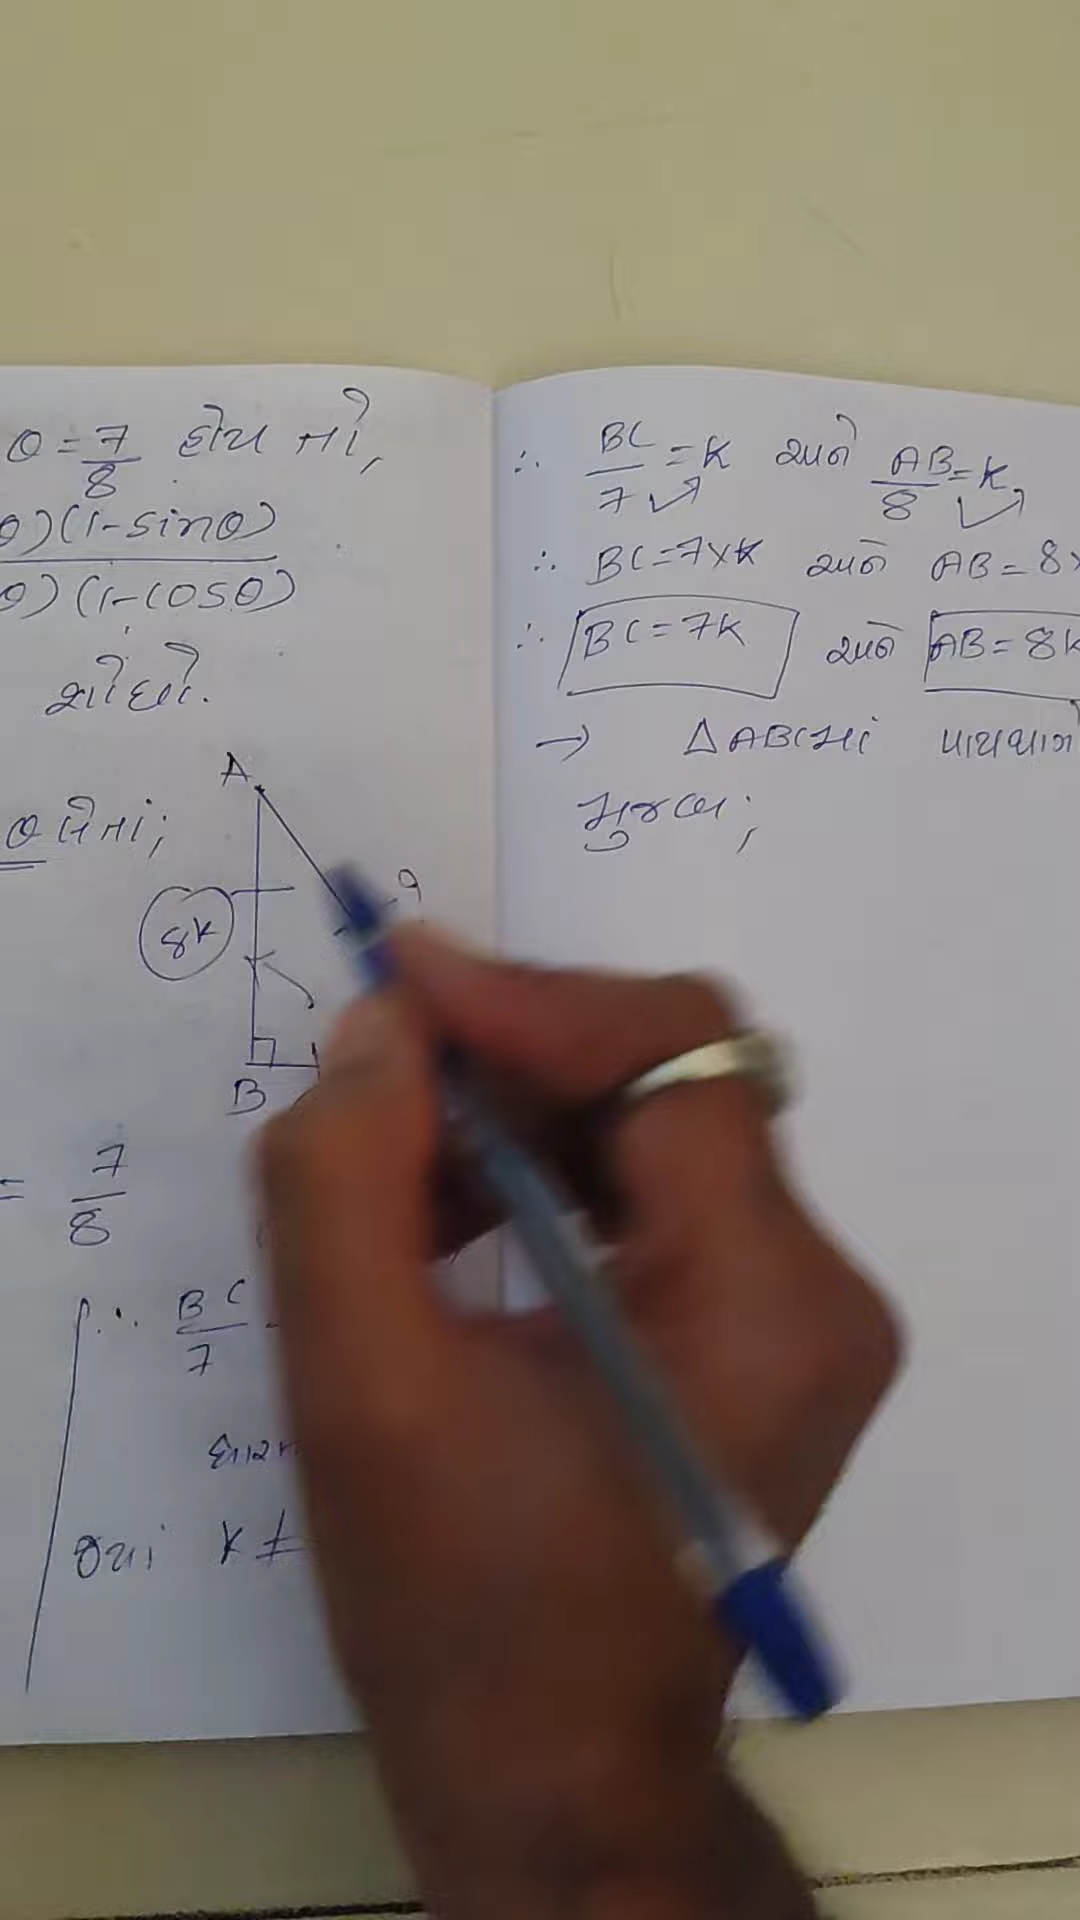 θ = 7/8 હોય તો,
θ)(1-sinθ)
θ)(1-cosθ)
શોધો.
A
θ તેનાં;
8k
?
B
= 7/8
∴ BC/7
જ્યાં k ≠
∴ BC/7 = k અને AB/8 = k
∴ BC = 7×k અને AB = 8×
∴ BC = 7k અને AB = 8k
→ △ABCમાં પાયથાગો
મુજબ;